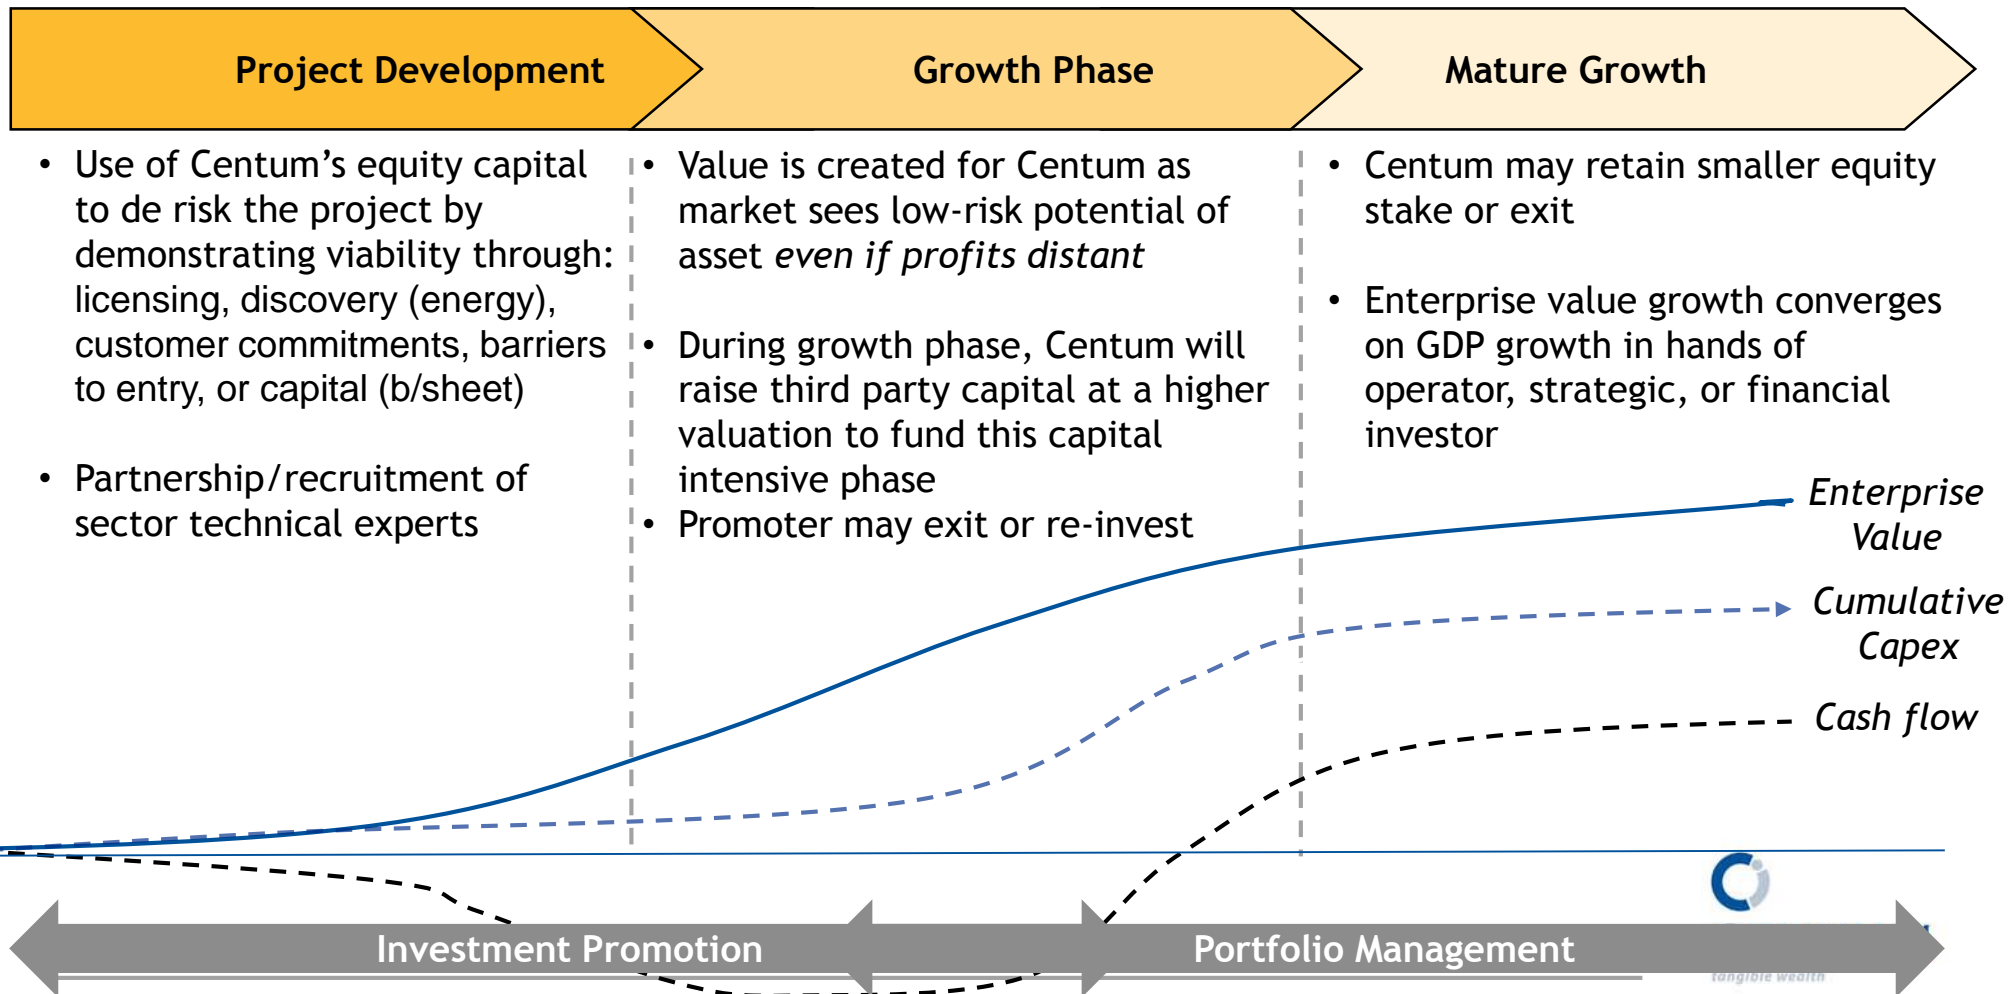 Project Development
Growth Phase
Mature Growth
• Use of Centum’s equity capital
to de risk the project by
demonstrating viability through:
licensing, discovery (energy),
customer commitments, barriers
to entry, or capital (b/sheet)
• Partnership/recruitment of
sector technical experts
• Value is created for Centum as
market sees low-risk potential of
asset even if profits distant
• During growth phase, Centum will
raise third party capital at a higher
valuation to fund this capital
intensive phase
• Promoter may exit or re-invest
• Centum may retain smaller equity
stake or exit
• Enterprise value growth converges
on GDP growth in hands of
operator, strategic, or financial
investor
Enterprise
Value
Cumulative
Capex
Cash flow
Investment Promotion
Portfolio Management
tangible wealth